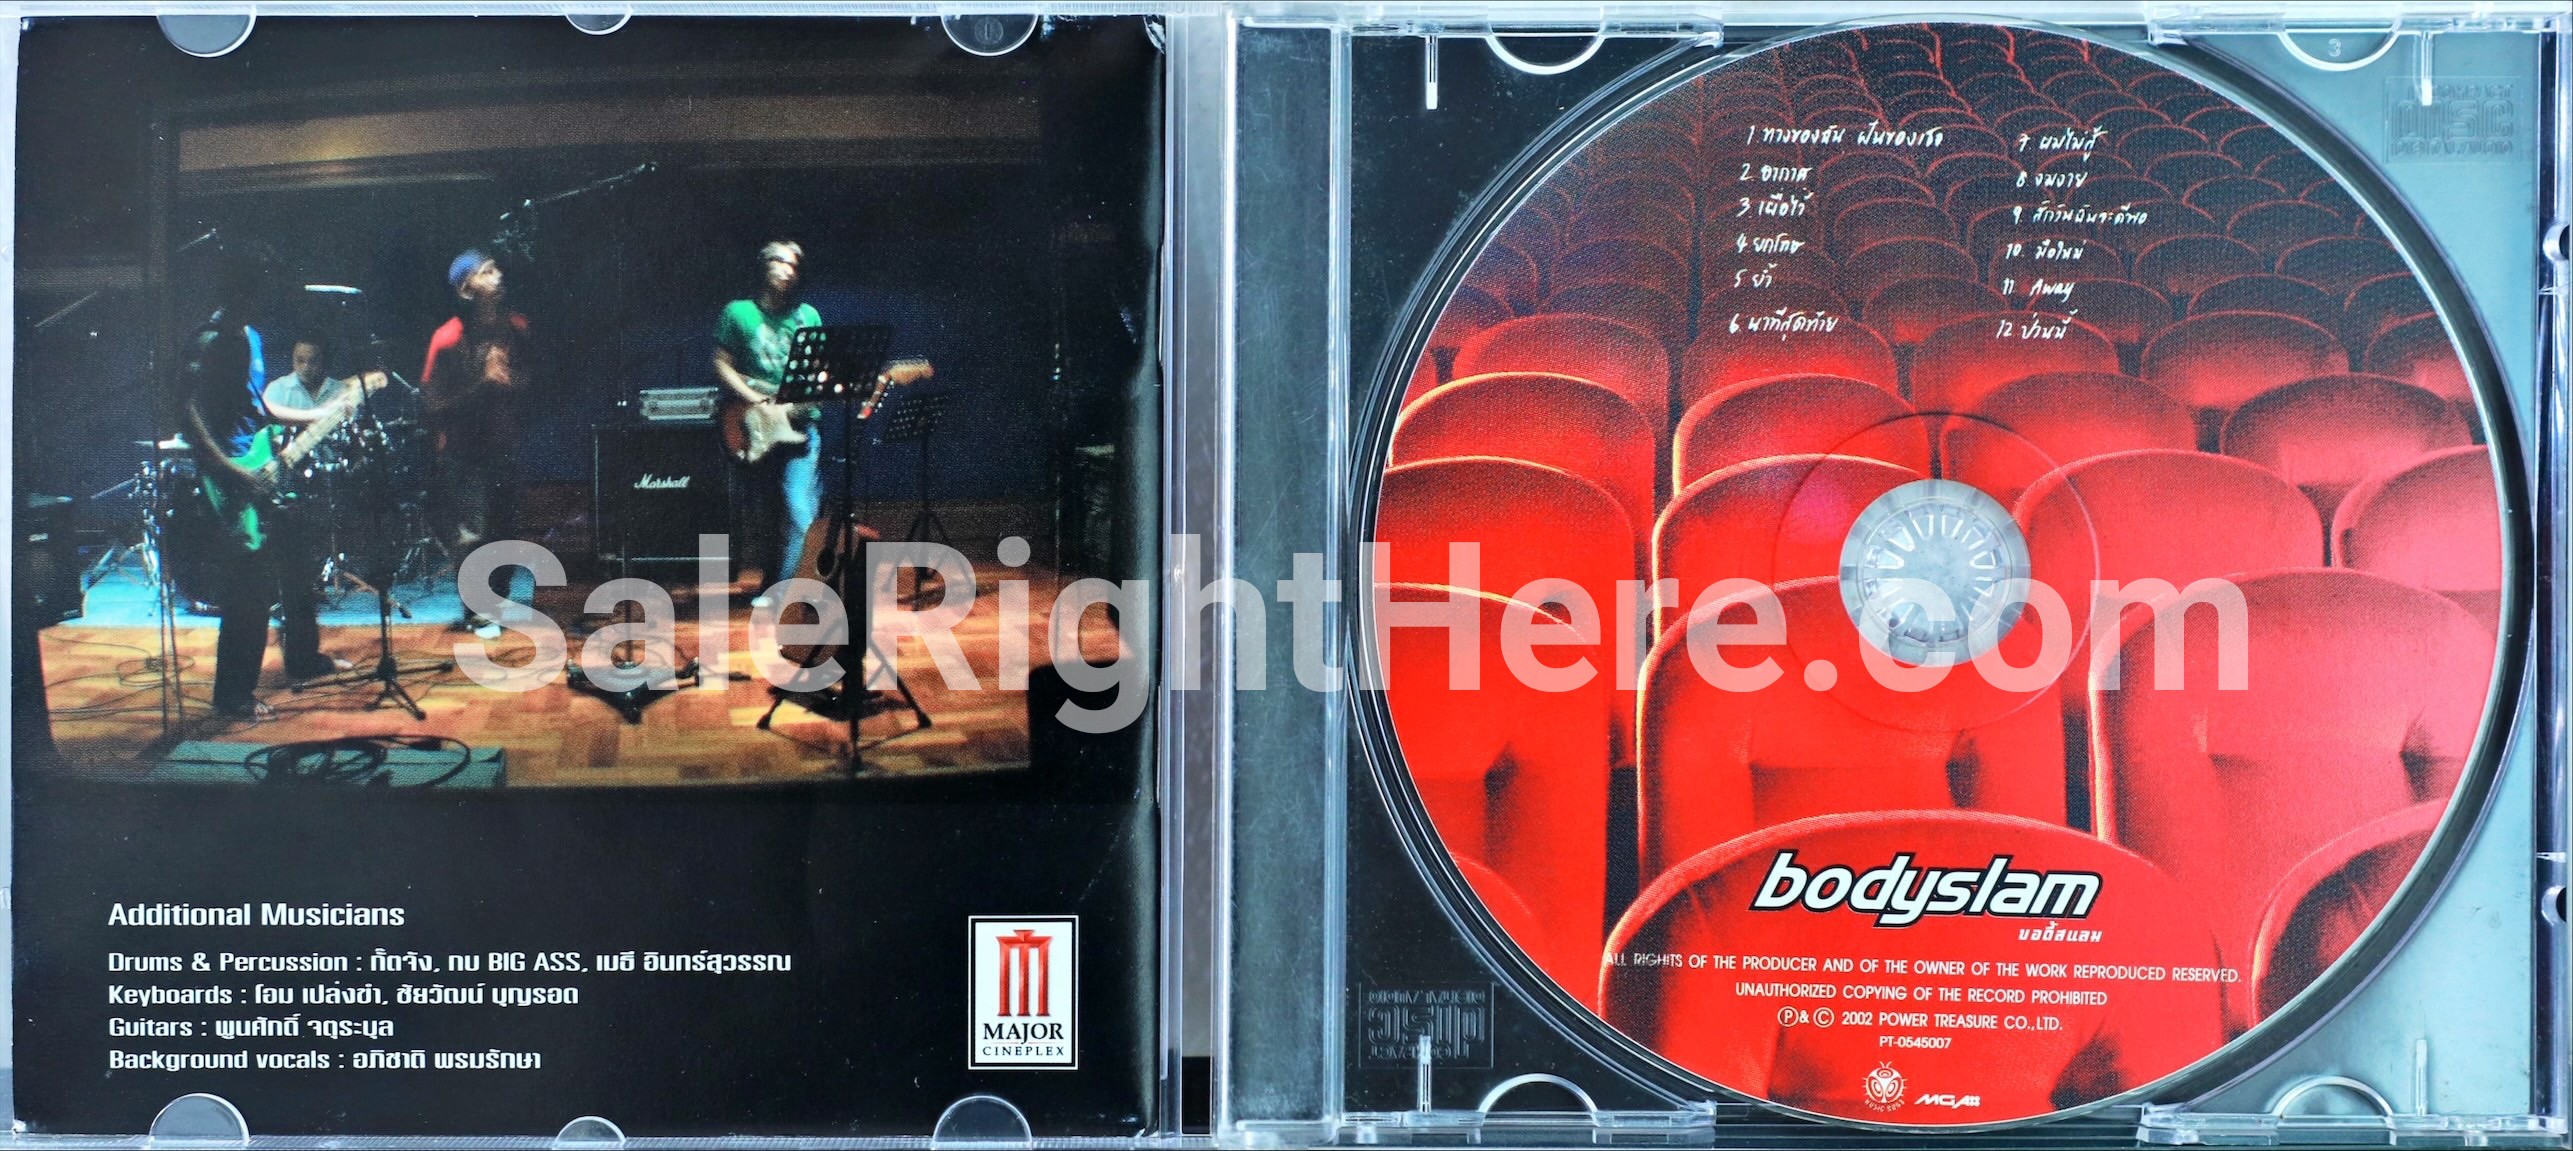 Marshall
Additional Musicians
Drums & Percussion : กั๊ดจัง, กบ BIG ASS, เมธี อินทร์สุวรรณ
Keyboards : โอม เปล่งขำ, ชัยวัฒน์ บุญรอด
Guitars : พูนศักดิ์ จตุระบุล
Background vocals : อภิชาติ พรมรักษา
MAJOR
CINEPLEX
1 ทางของฉัน ฝันของเธอ
2 อากาศ
3 เผื่อไว้
4 ยกโทษ
5 ย้ำ
6 นาทีสุดท้าย
7 ผมไม่สู้
8 งมงาย
9 สักวันฉันจะดีพอ
10 มือใหม่
11 Away
12 ป่านนี้
bodyslam
บอดี้สแลม
ALL RIGHTS OF THE PRODUCER AND OF THE OWNER OF THE WORK REPRODUCED RESERVED.
UNAUTHORIZED COPYING OF THE RECORD PROHIBITED
Ⓟ & © 2002 POWER TREASURE CO.,LTD.
PT-0545007
MUSIC BUGS
MGA
SaleRightHere.com